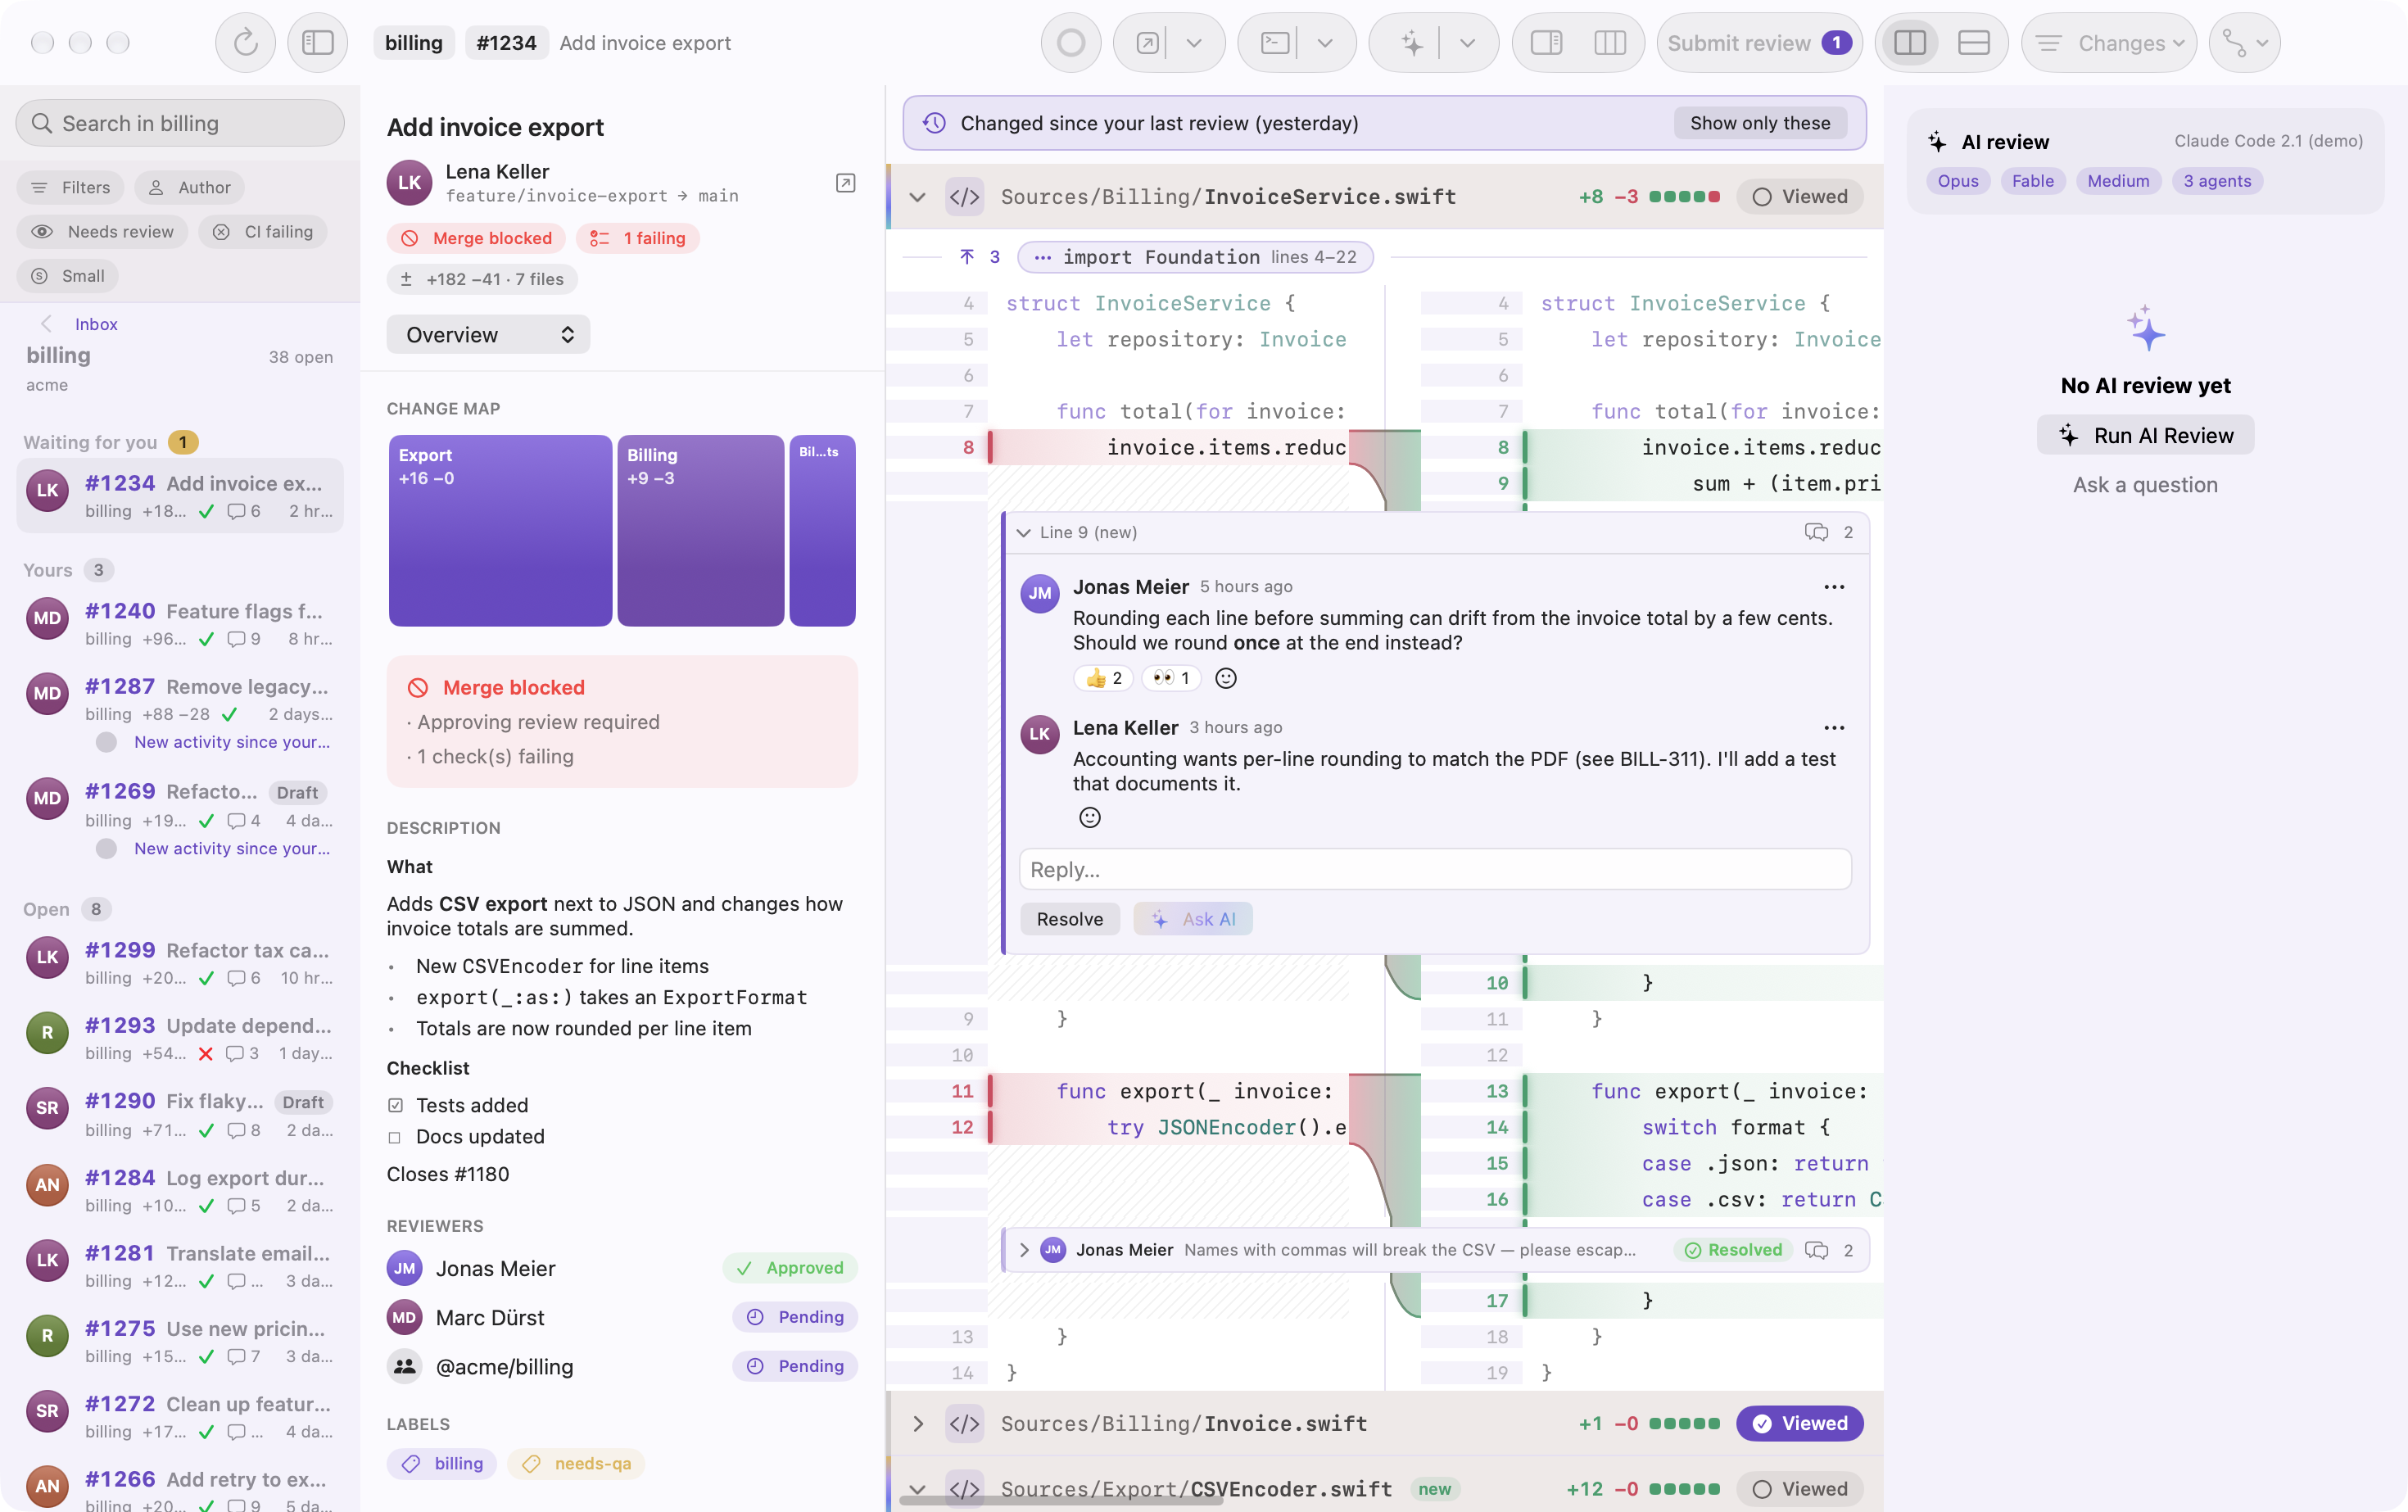 billing #1234 Add invoice export
Submit review 1
Changes
Search in billing
Filters
Author
Needs review
CI failing
Small
Inbox
billing 38 open
acme
Waiting for you 1
LK #1234 Add invoice ex...
billing +18... 6 2 hr...
Yours 3
MD #1240 Feature flags f...
billing +96... 9 8 hr...
MD #1287 Remove legacy...
billing +88 −28 2 days...
New activity since your...
MD #1269 Refacto... Draft
billing +19... 4 4 da...
New activity since your...
Open 8
LK #1299 Refactor tax ca...
billing +20... 6 10 hr...
R #1293 Update depend...
billing +54... 3 1 day...
SR #1290 Fix flaky... Draft
billing +71... 8 2 da...
AN #1284 Log export dur...
billing +10... 5 2 da...
LK #1281 Translate email...
billing +12... ... 3 da...
R #1275 Use new pricin...
billing +15... 7 3 da...
SR #1272 Clean up featur...
billing +17... ... 4 da...
AN #1266 Add retry to ex...
billing +20... 9 5 da...
Add invoice export
LK Lena Keller
feature/invoice-export → main
Merge blocked
1 failing
+182 −41 · 7 files
Overview
CHANGE MAP
Export
+16 −0
Billing
+9 −3
Bil...ts
Merge blocked
· Approving review required
· 1 check(s) failing
DESCRIPTION
What
Adds CSV export next to JSON and changes how
invoice totals are summed.
• New CSVEncoder for line items
• export(_:as:) takes an ExportFormat
• Totals are now rounded per line item
Checklist
Tests added
Docs updated
Closes #1180
REVIEWERS
JM Jonas Meier Approved
MD Marc Dürst Pending
@acme/billing Pending
LABELS
billing
needs-qa
Changed since your last review (yesterday) Show only these
</> Sources/Billing/InvoiceService.swift +8 −3 Viewed
3 ... import Foundation lines 4–22
4 struct InvoiceService { 4 struct InvoiceService {
5 let repository: Invoice 5 let repository: Invoice
6 6
7 func total(for invoice: 7 func total(for invoice:
8 invoice.items.reduc 8 invoice.items.reduc
9 sum + (item.pri
Line 9 (new) 2
JM Jonas Meier 5 hours ago
Rounding each line before summing can drift from the invoice total by a few cents.
Should we round once at the end instead?
👍 2 👀 1
LK Lena Keller 3 hours ago
Accounting wants per-line rounding to match the PDF (see BILL-311). I'll add a test
that documents it.
Reply...
Resolve Ask AI
10 }
9 } 11 }
10 12
11 func export(_ invoice: 13 func export(_ invoice:
12 try JSONEncoder().e 14 switch format {
15 case .json: return
16 case .csv: return C
JM Jonas Meier Names with commas will break the CSV — please escap... Resolved 2
17 }
13 } 18 }
14 } 19 }
</> Sources/Billing/Invoice.swift +1 −0 Viewed
</> Sources/Export/CSVEncoder.swift new +12 −0 Viewed
AI review Claude Code 2.1 (demo)
Opus Fable Medium 3 agents
No AI review yet
Run AI Review
Ask a question